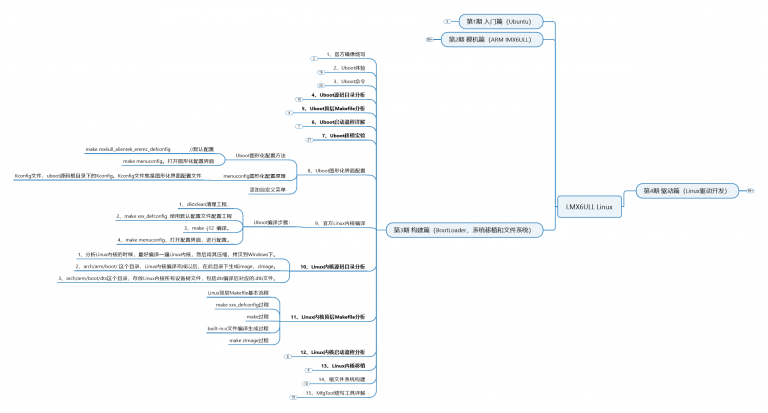 I.MX6ULL Linux
第1期 入门篇（Ubuntu）
第2期 裸机篇（ARM IMX6ULL）
第3期 构建篇（BootLoader，系统移植和文件系统）
1、官方镜像烧写
2、Uboot体验
3、Uboot命令
4、Uboot源码目录分析
5、Uboot顶层Makefile分析
6、Uboot启动流程详解
7、Uboot移植实验
8、Uboot图形化界面配置
Uboot图形化配置方法
make mx6ull_alientek_emmc_defconfig //默认配置
make menuconfig，打开图形化配置界面
menuconfig图形化配置原理
Kconfig文件，uboot源码根目录下的Kconfig。Kconfig文件就是图形化界面配置文件
添加自定义菜单
9、官方Linux内核编译
Uboot编译步骤：
1、distclean清理工程。
2、make xxx_defconfig 使用默认配置文件配置工程
3、make -j12 编译。
4、make menuconfig，打开配置界面，进行配置。
10、Linux内核源码目录分析
1、分析Linux内核的时候，最好编译一遍Linux内核，然后将其压缩，拷贝到Windows下。
2、arch/arm/boot/ 这个目录，Linux内核编译完成以后，在此目录下生成Image，zImage。
3、arch/arm/boot/dts这个目录，存放Linux内核所有设备树文件，包括dts编译后对应的.dtb文件。
11、Linux内核顶层Makefile分析
Linux顶层Makefile基本流程
make xxx_defconfig过程
make过程
built-in.o文件编译生成过程
make zImage过程
12、Linux内核启动流程分析
13、Linux内核移植
14、根文件系统构建
15、MfgTool烧写工具详解
第4期 驱动篇（Linux驱动开发）